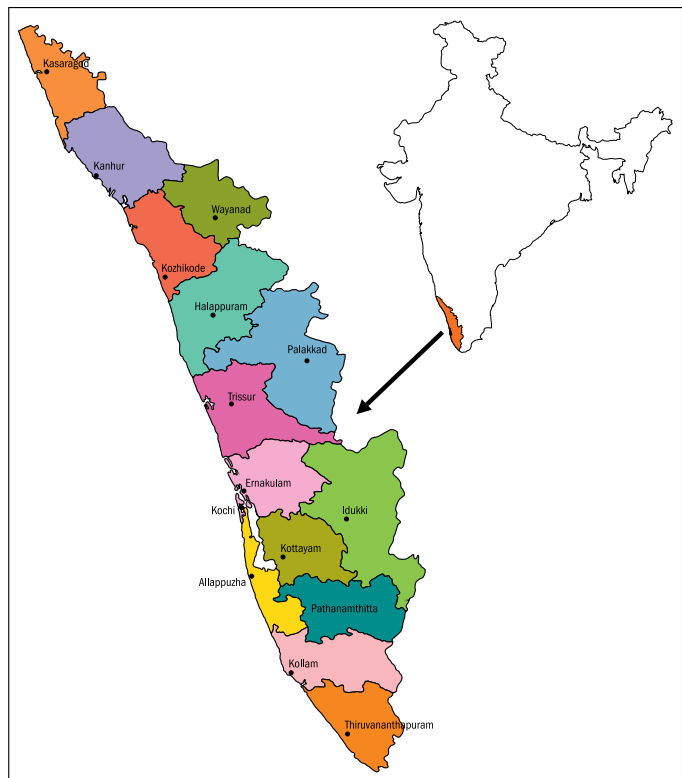 Kasaragod
Kanhur
Wayanad
Kozhikode
Halappuram
Palakkad
Trissur
Ernakulam
Kochi
Idukki
Kottayam
Allappuzha
Pathanamthitta
Kollam
Thiruvananthapuram